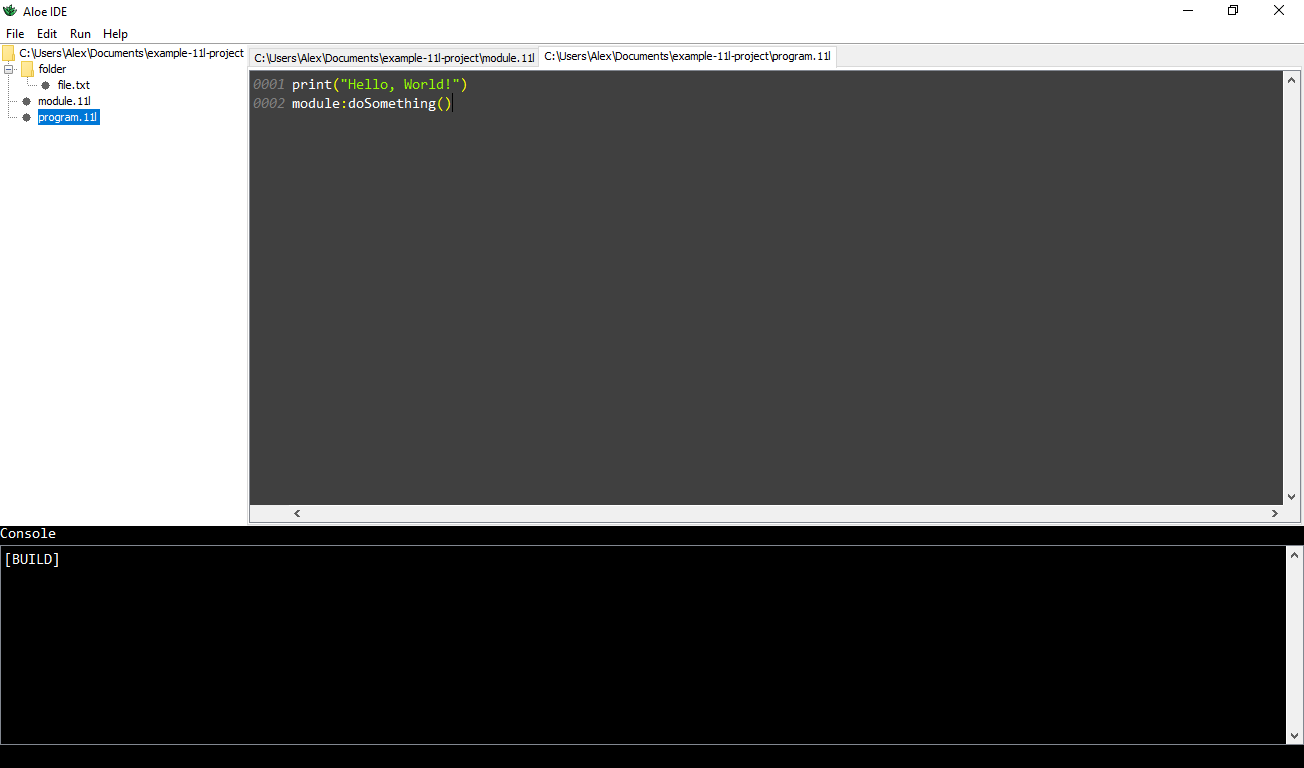 Aloe IDE
File Edit Run Help
C:\Users\Alex\Documents\example-11l-project
folder
file.txt
module.11l
program.11l
C:\Users\Alex\Documents\example-11l-project\module.11l
C:\Users\Alex\Documents\example-11l-project\program.11l
0001 print("Hello, World!")
0002 module:doSomething()
Console
[BUILD]